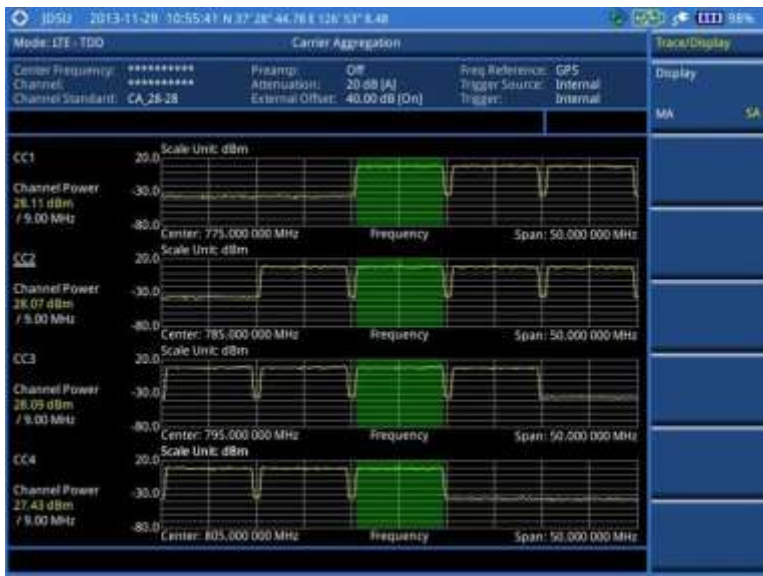 JDSU 2013-11-29 10:55:41 N 37° 28' 44.78 E 126° 53' 8.48 98%
Mode: LTE - TDD Carrier Aggregation Trace/Display
Center Frequency: ********** Preamp: Off Freq Reference: GPS
Channel: ********** Attenuation: 20 dB [A] Trigger Source: Internal
Channel Standard: CA_28-28 External Offset: 40.00 dB [On] Trigger: Internal
Display
MA SA
CC1
Scale Unit: dBm
20.0
Channel Power
-30.0
28.11 dBm
/ 9.00 MHz
-80.0
Center: 775.000 000 MHz Frequency Span: 50.000 000 MHz
CC2
Scale Unit: dBm
20.0
Channel Power
-30.0
28.07 dBm
/ 9.00 MHz
-80.0
Center: 785.000 000 MHz Frequency Span: 50.000 000 MHz
CC3
Scale Unit: dBm
20.0
Channel Power
-30.0
28.09 dBm
/ 9.00 MHz
-80.0
Center: 795.000 000 MHz Frequency Span: 50.000 000 MHz
CC4
Scale Unit: dBm
20.0
Channel Power
-30.0
27.43 dBm
/ 9.00 MHz
-80.0
Center: 805.000 000 MHz Frequency Span: 50.000 000 MHz